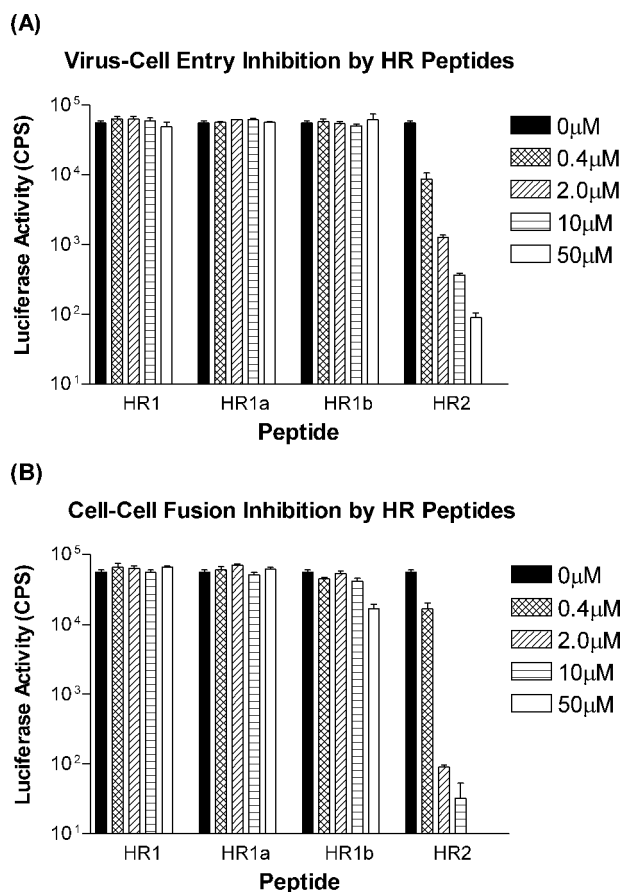 (A)
Virus-Cell Entry Inhibition by HR Peptides
Luciferase Activity (CPS)
10⁵
10⁴
10³
10²
10¹
HR1 HR1a HR1b HR2
Peptide
0μM
0.4μM
2.0μM
10μM
50μM
(B)
Cell-Cell Fusion Inhibition by HR Peptides
Luciferase Activity (CPS)
10⁵
10⁴
10³
10²
10¹
HR1 HR1a HR1b HR2
Peptide
0μM
0.4μM
2.0μM
10μM
50μM